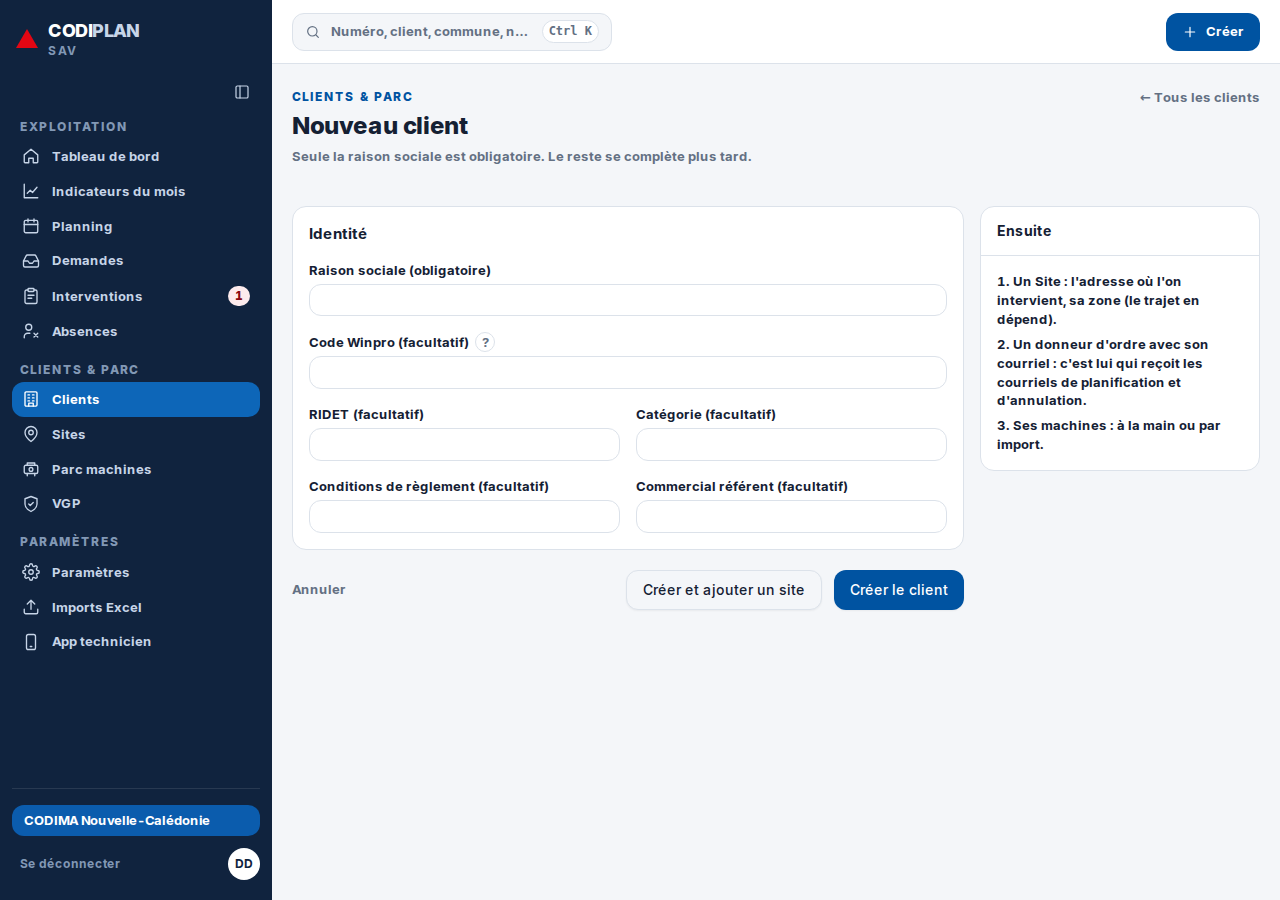 CODIPLAN
SAV
EXPLOITATION
Tableau de bord
Indicateurs du mois
Planning
Demandes
Interventions 1
Absences
CLIENTS & PARC
Clients
Sites
Parc machines
VGP
PARAMÈTRES
Paramètres
Imports Excel
App technicien
CODIMA Nouvelle-Calédonie
Se déconnecter DD
Numéro, client, commune, n... Ctrl K
Créer
CLIENTS & PARC
← Tous les clients
Nouveau client
Seule la raison sociale est obligatoire. Le reste se complète plus tard.
Identité
Raison sociale (obligatoire)
Code Winpro (facultatif) ?
RIDET (facultatif) Catégorie (facultatif)
Conditions de règlement (facultatif) Commercial référent (facultatif)
Annuler Créer et ajouter un site Créer le client
Ensuite
1. Un Site : l'adresse où l'on
intervient, sa zone (le trajet en
dépend).
2. Un donneur d'ordre avec son
courriel : c'est lui qui reçoit les
courriels de planification et
d'annulation.
3. Ses machines : à la main ou par
import.